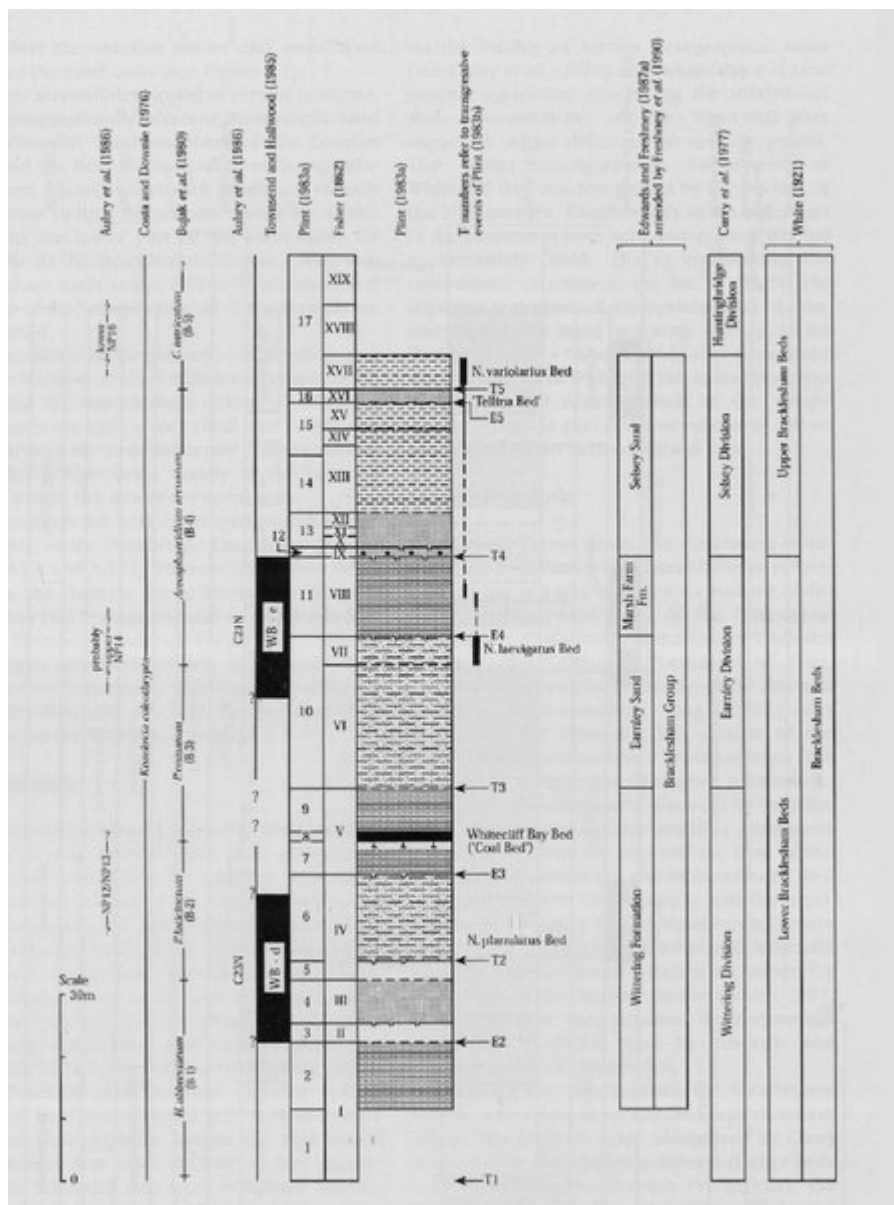 Aubry et al. (1986)
Costa and Downie (1976)
Bujak et al. (1980)
Aubry et al. (1986)
Townsend and Hailwood (1985)
Plint (1983a)
Fisher (1862)
Plint (1983a)
T numbers refer to transgressive
events of Plint (1983a)
Edwards and Freshney (1987a)
amended by Freshney et al. (1990)
Curry et al. (1977)
White (1921)
lower
NP16
probably
upper
NP14
NP12/NP13
(B-5)
(B-4)
(B-3)
(B-2)
H. abbreviatum
(B-1)
C21N
C23N
?
?
?
?
?
WB - e
WB - d
17
16
15
14
13
12
11
10
9
8
7
6
5
4
3
2
1
XIX
XVIII
XVII
XVI
XV
XIV
XIII
XII
XI
X
IX
VIII
VII
VI
V
IV
III
II
I
N. variolarius Bed
T5
'Tellina Bed'
E5
T4
E4
N. laevigatus Bed
T3
Whitecliff Bay Bed
('Coal Bed')
E3
N. planulatus Bed
T2
E2
T1
Selsey Sand
Marsh Farm
Fm.
Earnley Sand
Wittering Formation
Bracklesham Group
Huntingbridge
Division
Selsey Division
Earnley Division
Wittering Division
Upper Bracklesham Beds
Lower Bracklesham Beds
Bracklesham Beds
Scale
30m
0